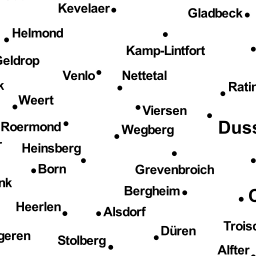 Kevelaer
Gladbeck
Helmond
Kamp-Lintfort
Geldrop
Venlo
Nettetal
k
Ratin
Weert
Viersen
Roermond
Wegberg
Duss
Heinsberg
Born
Grevenbroich
nk
Bergheim
Heerlen
Alsdorf
Troisd
geren
Stolberg
Düren
Alfter